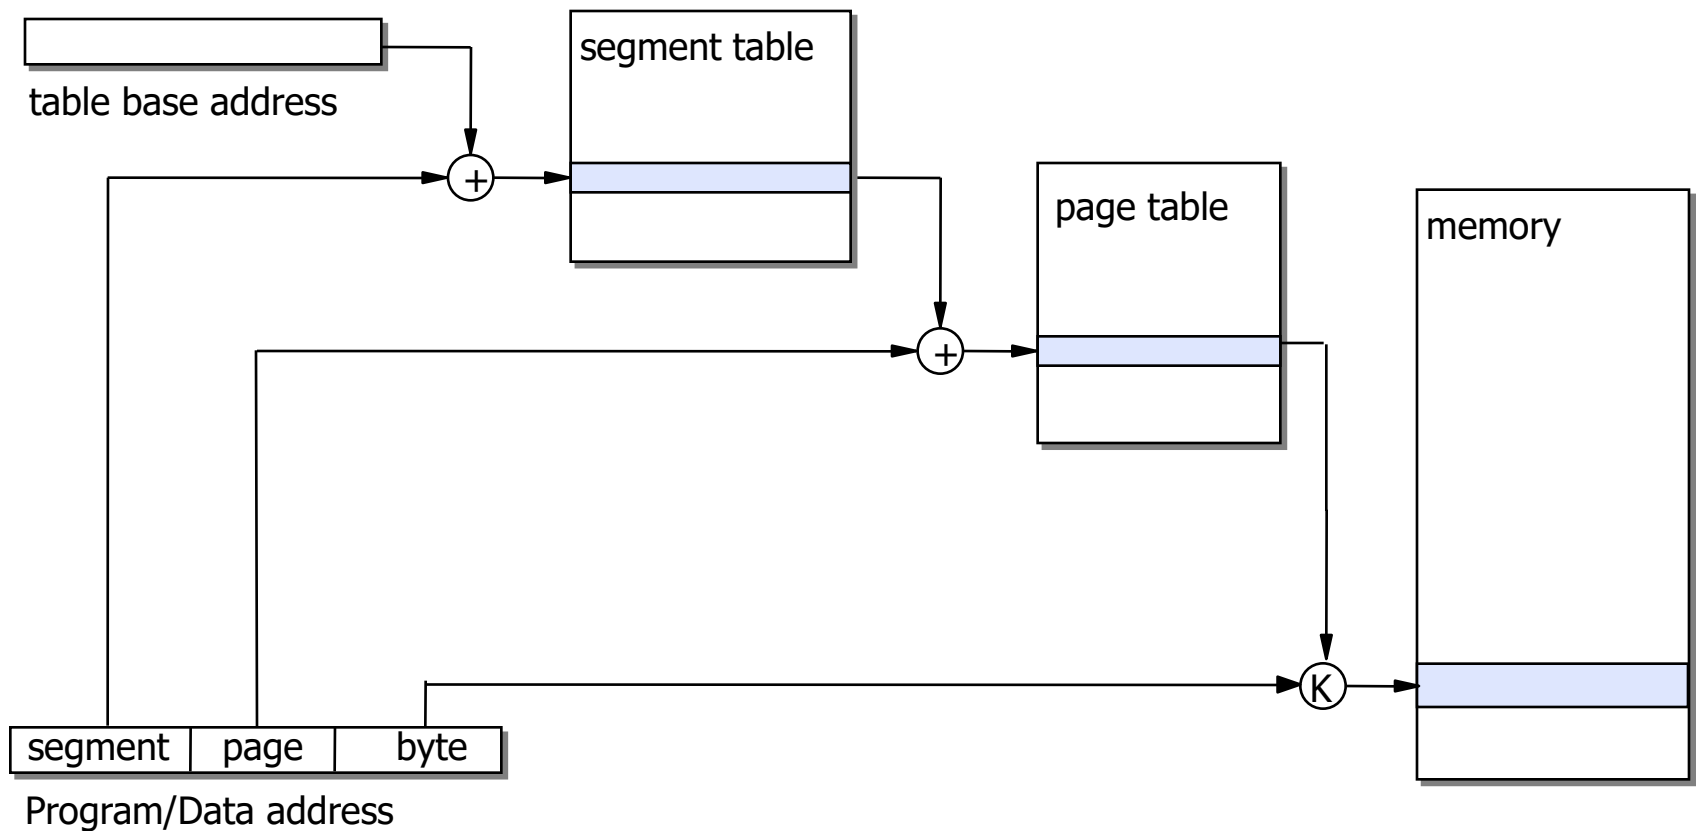 segment table
table base address
+
page table
memory
+
K
segment page byte
Program/Data address